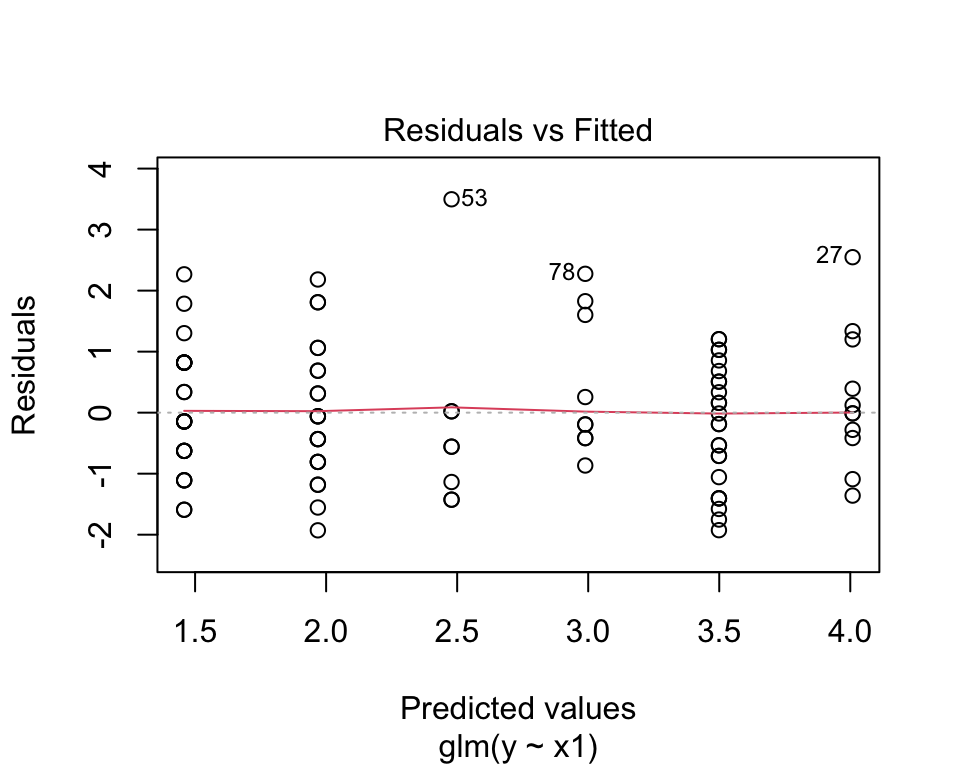 Residuals vs Fitted
Residuals
4
3
2
1
0
-1
-2
53
78
27
1.5 2.0 2.5 3.0 3.5 4.0
Predicted values
glm(y ~ x1)